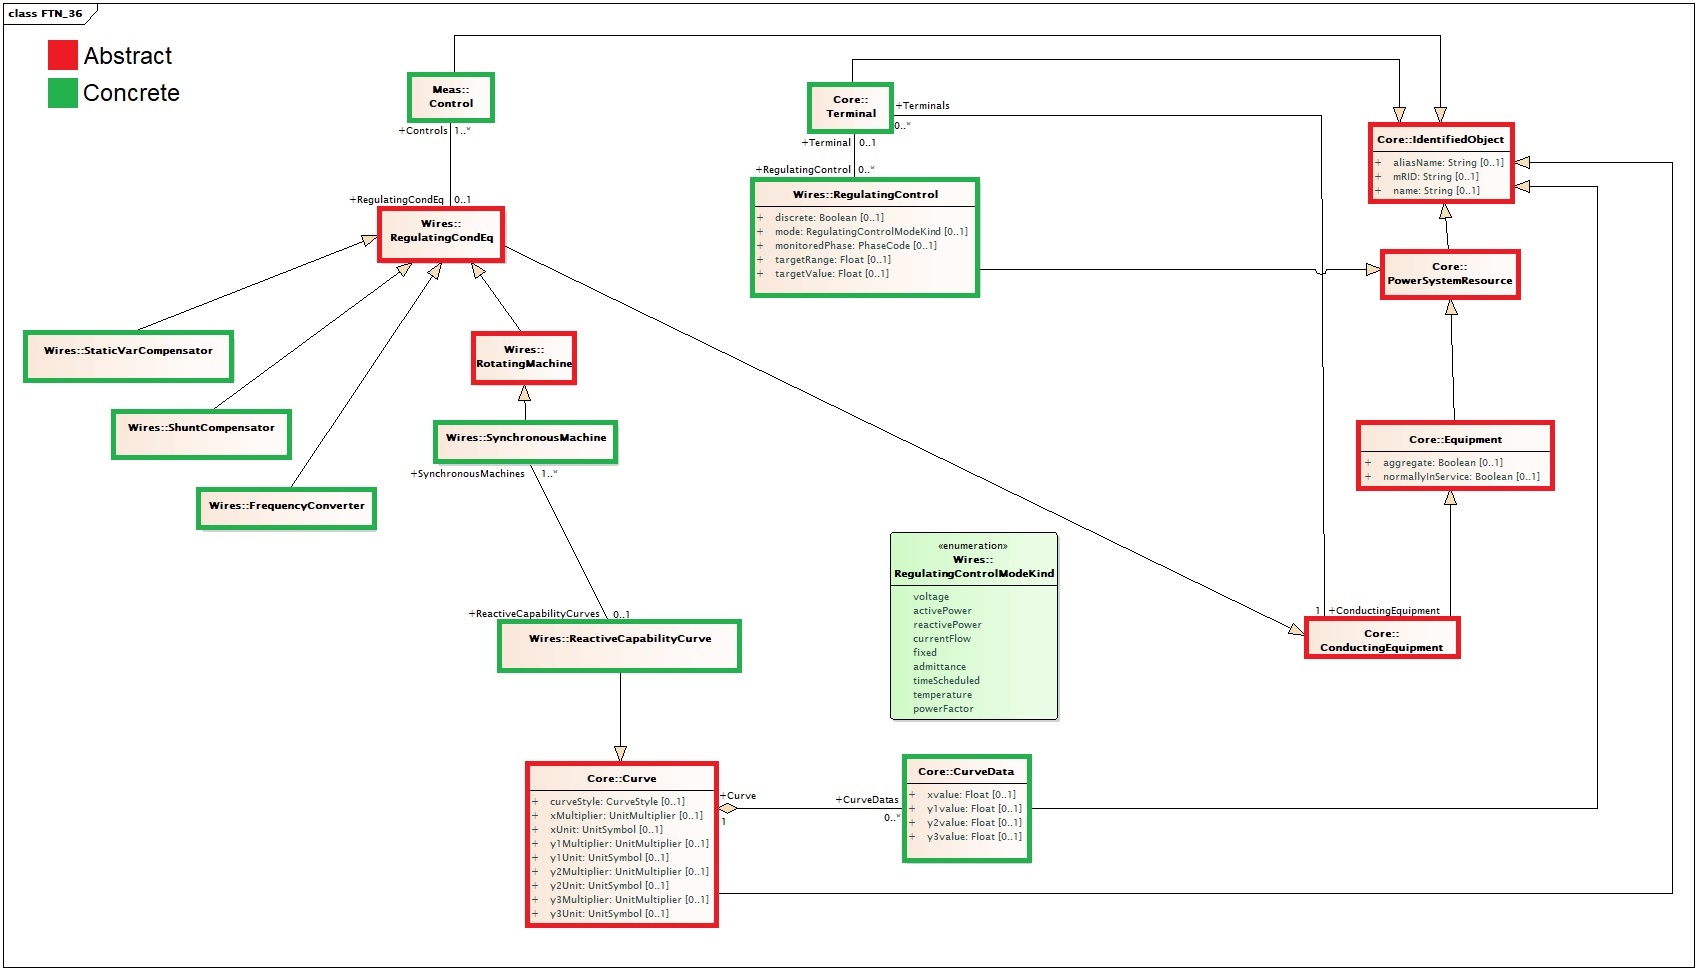 class FTN_36
Abstract
Concrete
Meas::
Control
+Controls 1..*
+RegulatingCondEq 0..1
Wires::
RegulatingCondEq
Core::
Terminal
+Terminals
0..*
+Terminal 0..1
+RegulatingControl 0..*
Wires::RegulatingControl
+ discrete: Boolean [0..1]
+ mode: RegulatingControlModeKind [0..1]
+ monitoredPhase: PhaseCode [0..1]
+ targetRange: Float [0..1]
+ targetValue: Float [0..1]
Core::IdentifiedObject
+ aliasName: String [0..1]
+ mRID: String [0..1]
+ name: String [0..1]
Core::
PowerSystemResource
Wires::StaticVarCompensator
Wires::
RotatingMachine
Wires::ShuntCompensator
Wires::SynchronousMachine
+SynchronousMachines 1..*
Wires::FrequencyConverter
Core::Equipment
+ aggregate: Boolean [0..1]
+ normallyInService: Boolean [0..1]
«enumeration»
Wires::
RegulatingControlModeKind
voltage
activePower
reactivePower
currentFlow
fixed
admittance
timeScheduled
temperature
powerFactor
+ReactiveCapabilityCurves 0..1
Wires::ReactiveCapabilityCurve
1 +ConductingEquipment
Core::
ConductingEquipment
Core::Curve
+ curveStyle: CurveStyle [0..1]
+ xMultiplier: UnitMultiplier [0..1]
+ xUnit: UnitSymbol [0..1]
+ y1Multiplier: UnitMultiplier [0..1]
+ y1Unit: UnitSymbol [0..1]
+ y2Multiplier: UnitMultiplier [0..1]
+ y2Unit: UnitSymbol [0..1]
+ y3Multiplier: UnitMultiplier [0..1]
+ y3Unit: UnitSymbol [0..1]
+Curve
1
+CurveDatas
0..*
Core::CurveData
+ xvalue: Float [0..1]
+ y1value: Float [0..1]
+ y2value: Float [0..1]
+ y3value: Float [0..1]